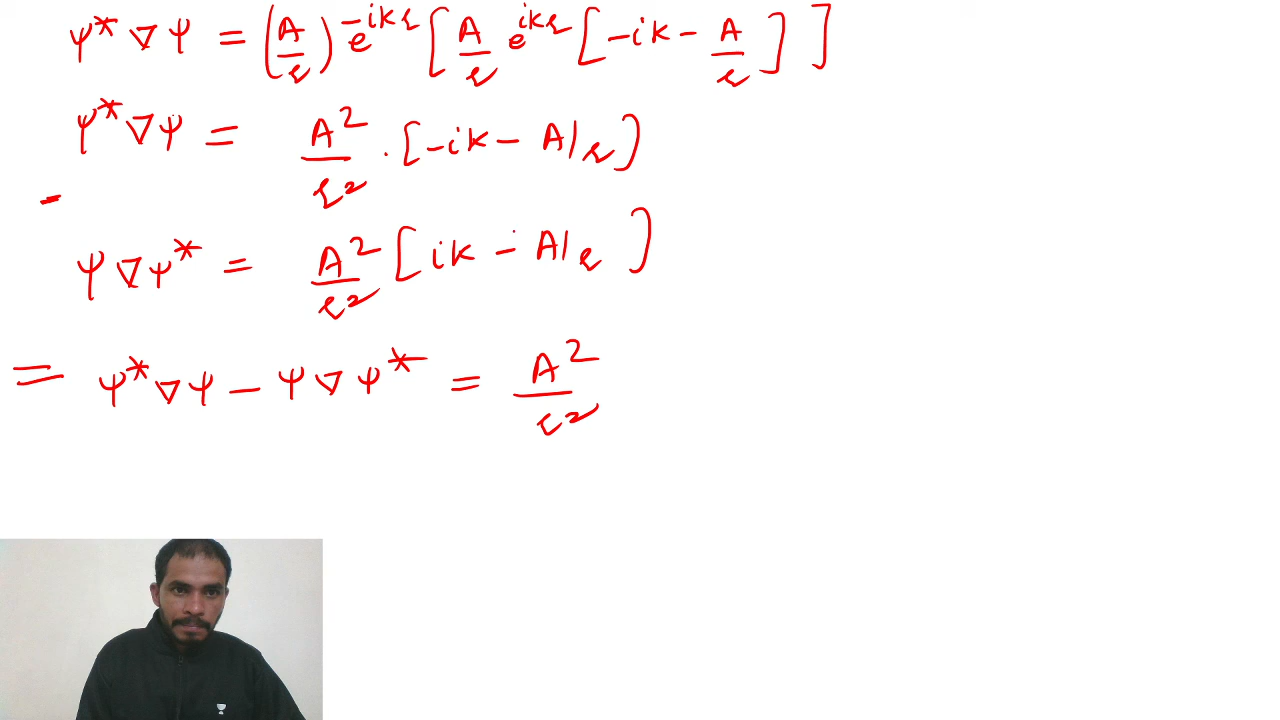 ψ* ∇ ψ = (A/r) e^{-ikr} [A/r e^{ikr} [-ik - A/r]]
ψ* ∇ ψ = A²/r² · [-ik - A/r]
-
ψ ∇ ψ* = A²/r² [ik - A/r]
= ψ* ∇ ψ - ψ ∇ ψ* = A²/r²